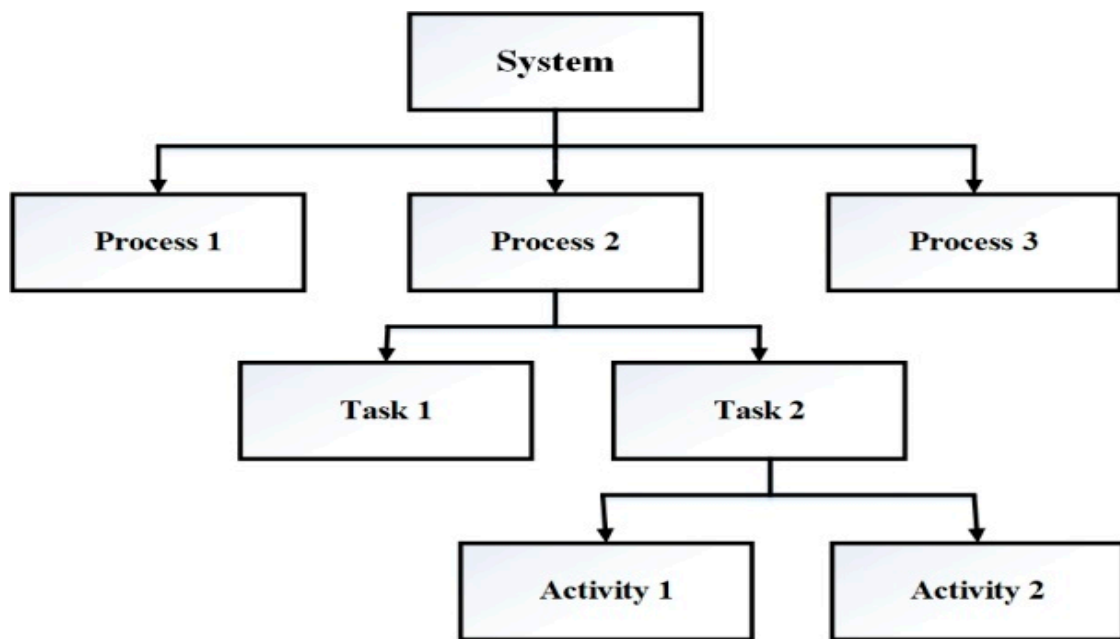 System
Process 1
Process 2
Process 3
Task 1
Task 2
Activity 1
Activity 2